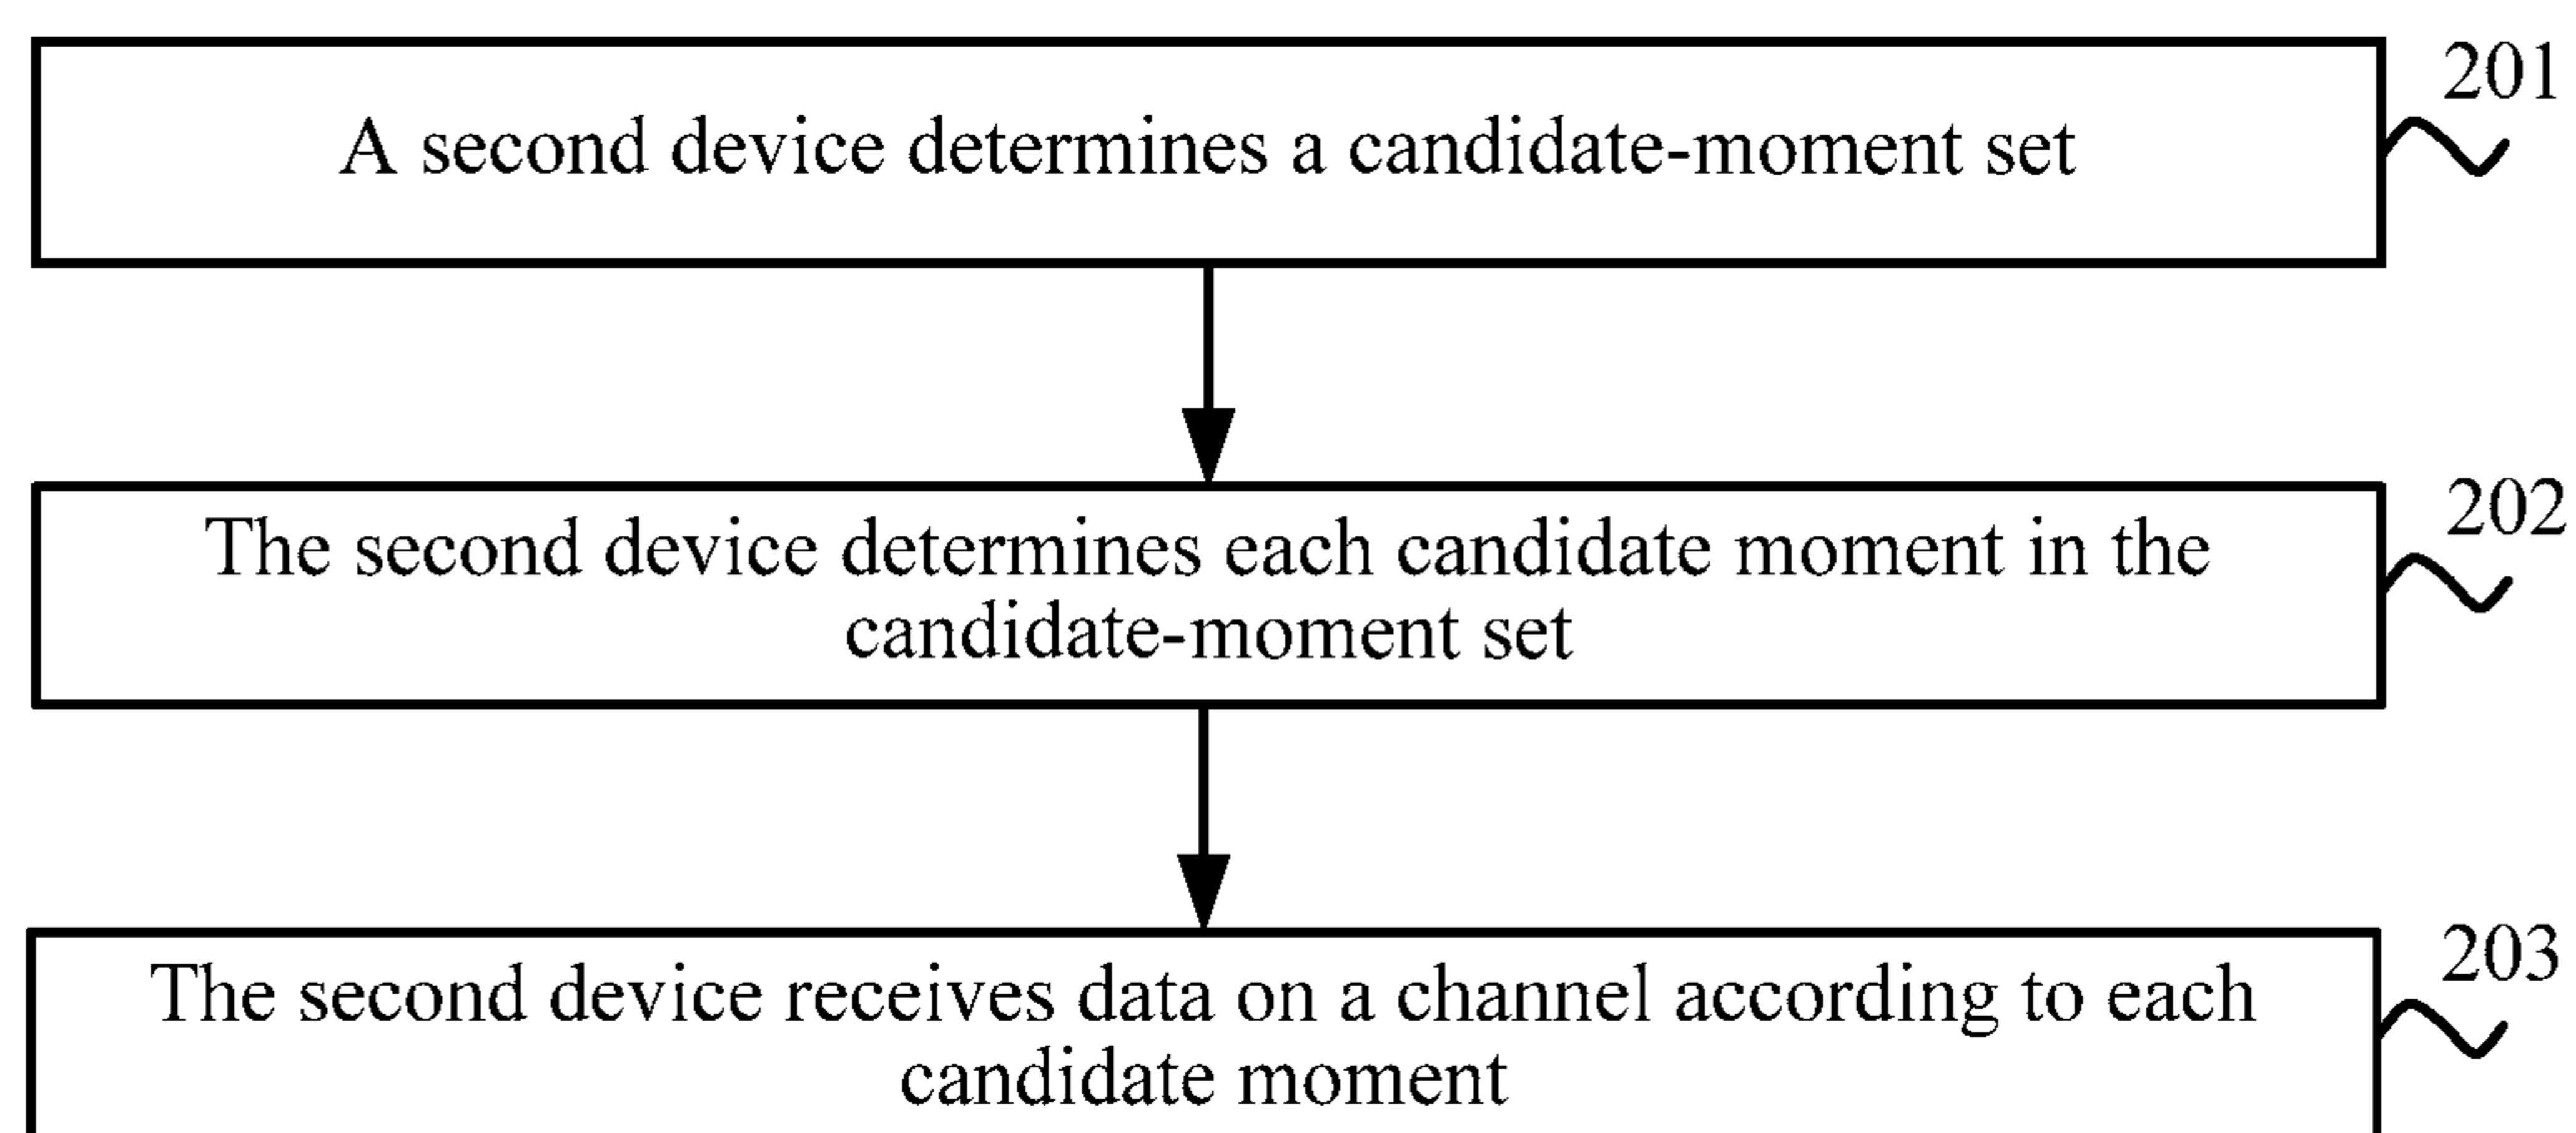 A second device determines a candidate-moment set
201
The second device determines each candidate moment in the
candidate-moment set
202
The second device receives data on a channel according to each
candidate moment
203